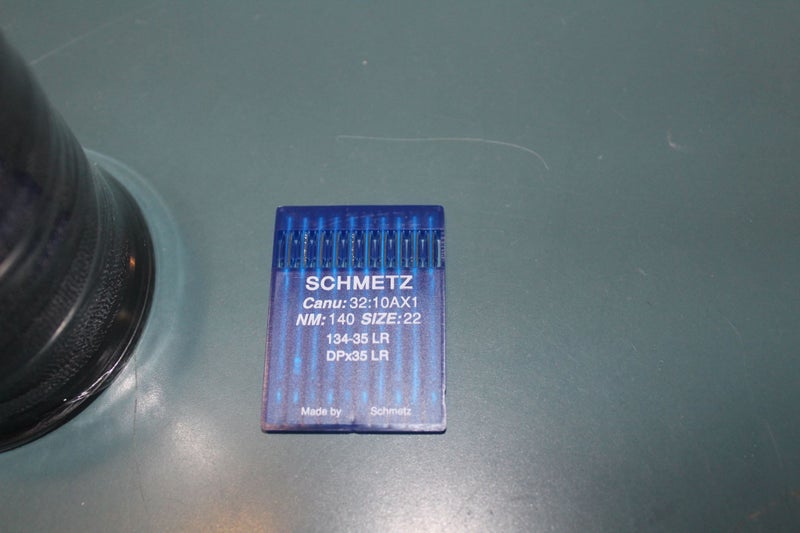 SCHMETZ
Canu: 32:10AX1
NM: 140 SIZE: 22
134-35 LR
DPx35 LR
Made by Schmetz